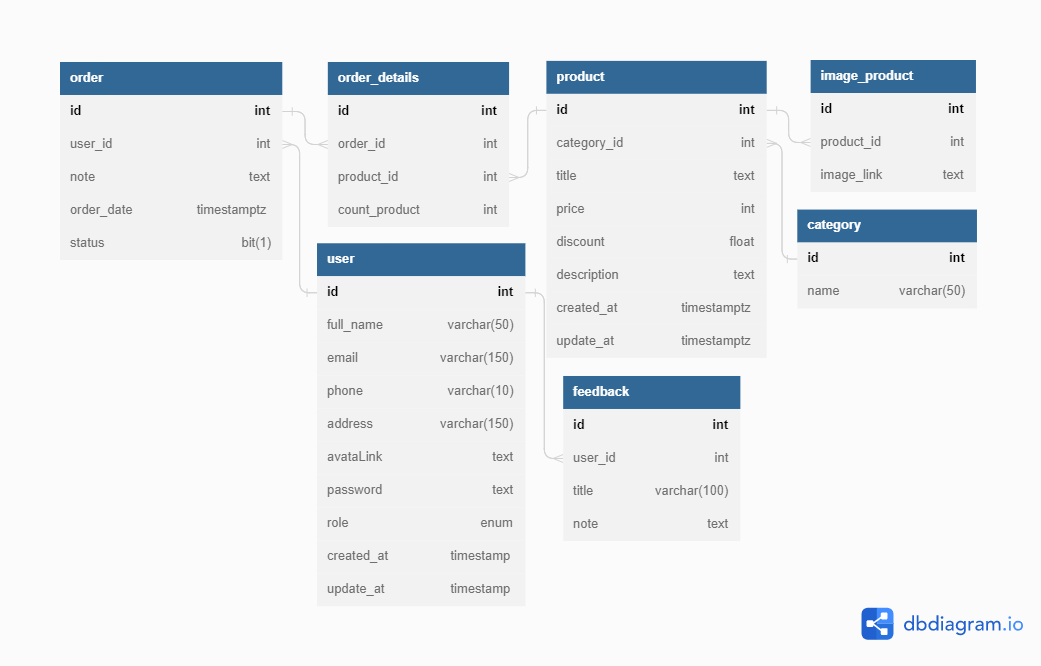 order
id int
user_id int
note text
order_date timestamptz
status bit(1)
order_details
id int
order_id int
product_id int
count_product int
product
id int
category_id int
title text
price int
discount float
description text
created_at timestamptz
update_at timestamptz
image_product
id int
product_id int
image_link text
category
id int
name varchar(50)
user
id int
full_name varchar(50)
email varchar(150)
phone varchar(10)
address varchar(150)
avataLink text
password text
role enum
created_at timestamp
update_at timestamp
feedback
id int
user_id int
title varchar(100)
note text
dbdiagram.io